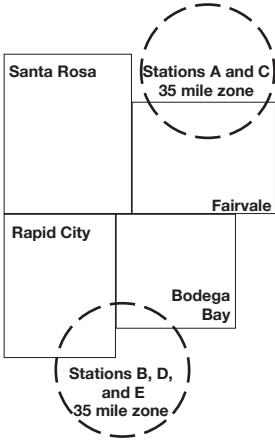 Santa Rosa
Stations A and C
35 mile zone
Fairvale
Rapid City
Bodega
Bay
Stations B, D,
and E
35 mile zone